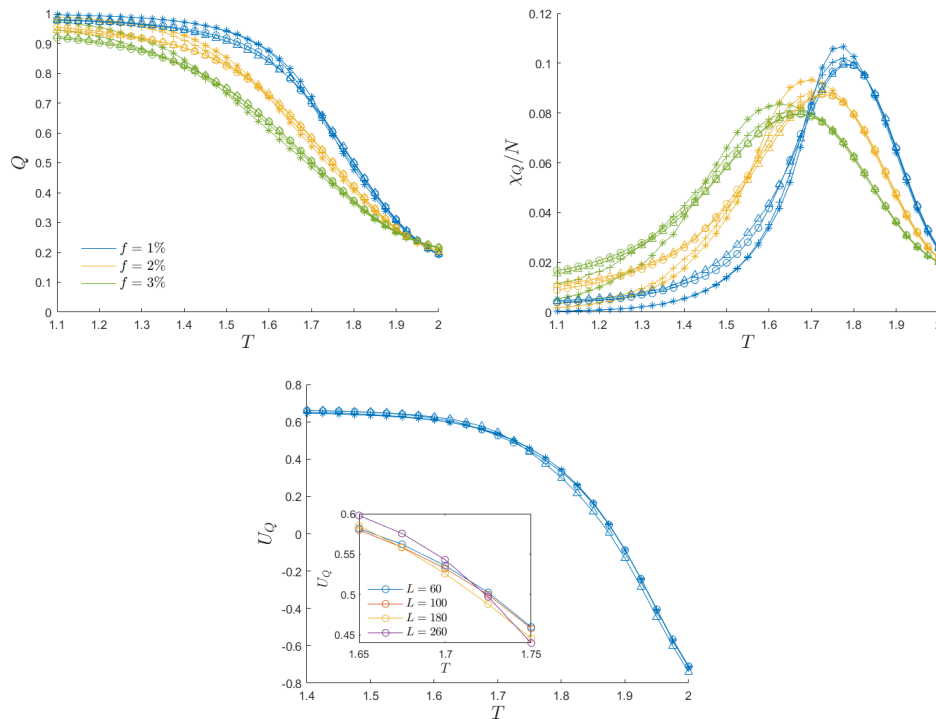 1
0.9
0.8
0.7
0.6
0.5
0.4
0.3
0.2
0.1
0
Q
f = 1%
f = 2%
f = 3%
1.1 1.2 1.3 1.4 1.5 1.6 1.7 1.8 1.9 2
T
0.12
0.1
0.08
0.06
0.04
0.02
0
χQ/N
1.1 1.2 1.3 1.4 1.5 1.6 1.7 1.8 1.9 2
T
0.8
0.6
0.4
0.2
0
-0.2
-0.4
-0.6
-0.8
UQ
0.6
0.55
0.5
0.45
UQ
L = 60
L = 100
L = 180
L = 260
1.65 1.7 1.75
T
1.4 1.5 1.6 1.7 1.8 1.9 2
T